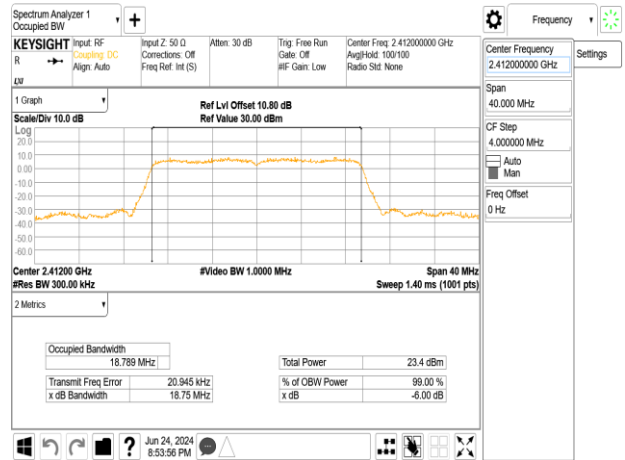 Spectrum Analyzer 1
Occupied BW
+
Frequency
KEYSIGHT
R
LXI
Input: RF
Coupling: DC
Align: Auto
Input Z: 50 Ω
Corrections: Off
Freq Ref: Int (S)
Atten: 30 dB
Trig: Free Run
Gate: Off
#IF Gain: Low
Center Freq: 2.412000000 GHz
Avg|Hold: 100/100
Radio Std: None
Center Frequency
2.412000000 GHz
Settings
Span
40.000 MHz
CF Step
4.000000 MHz
Auto
Man
Freq Offset
0 Hz
1 Graph
Scale/Div 10.0 dB
Ref Lvl Offset 10.80 dB
Ref Value 30.00 dBm
Log
20.0
10.0
0.00
-10.0
-20.0
-30.0
-40.0
-50.0
-60.0
Center 2.41200 GHz
#Video BW 1.0000 MHz
Span 40 MHz
#Res BW 300.00 kHz
Sweep 1.40 ms (1001 pts)
2 Metrics
Occupied Bandwidth
18.789 MHz
Total Power 23.4 dBm
Transmit Freq Error 20.945 kHz
% of OBW Power 99.00 %
x dB Bandwidth 18.75 MHz
x dB -6.00 dB
?
Jun 24, 2024
8:53:56 PM